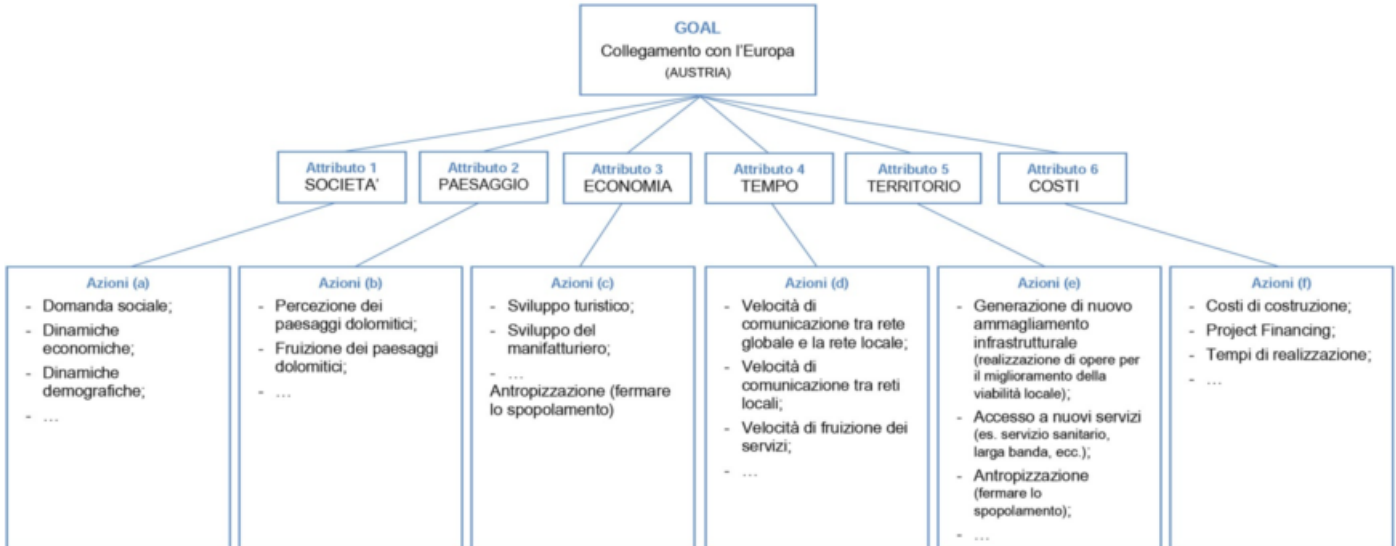 GOAL
Collegamento con l'Europa
(AUSTRIA)
Attributo 1
SOCIETA'
Attributo 2
PAESAGGIO
Attributo 3
ECONOMIA
Attributo 4
TEMPO
Attributo 5
TERRITORIO
Attributo 6
COSTI
Azioni (a)
- Domanda sociale;
- Dinamiche
economiche;
- Dinamiche
demografiche;
- ...
Azioni (b)
- Percezione dei
paesaggi dolomitici;
- Fruizione dei paesaggi
dolomitici;
- ...
Azioni (c)
- Sviluppo turistico;
- Sviluppo del
manifatturiero;
- ...
Antropizzazione (fermare
lo spopolamento)
Azioni (d)
- Velocità di
comunicazione tra rete
globale e la rete locale;
- Velocità di
comunicazione tra reti
locali;
- Velocità di fruizione dei
servizi;
- ...
Azioni (e)
- Generazione di nuovo
ammagliamento
infrastrutturale
(realizzazione di opere per
il miglioramento della
viabilità locale);
- Accesso a nuovi servizi
(es. servizio sanitario,
larga banda, ecc.);
- Antropizzazione
(fermare lo
spopolamento);
- ...
Azioni (f)
- Costi di costruzione;
- Project Financing;
- Tempi di realizzazione;
- ...